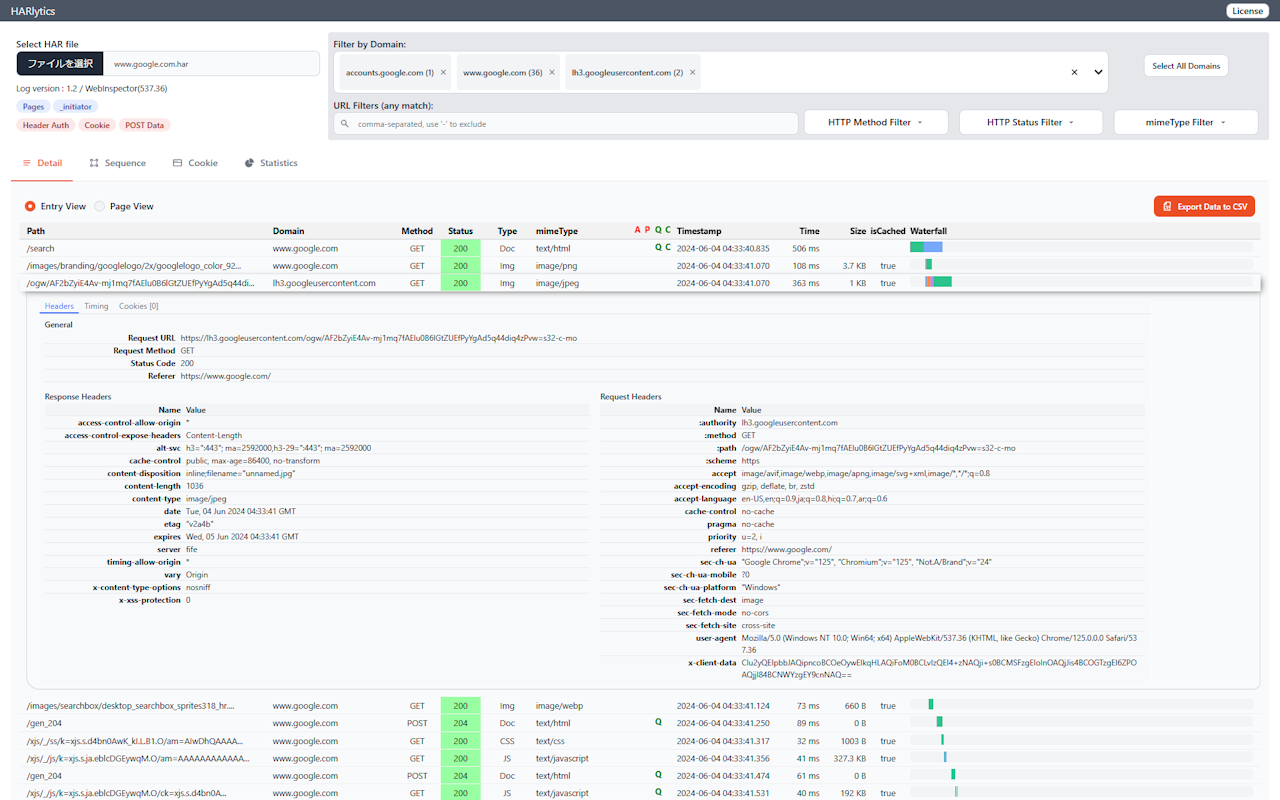 HARlytics License
Select HAR file
ファイルを選択 www.google.com.har
Log version : 1.2 / WebInspector(537.36)
Pages _initiator
Header Auth Cookie POST Data
Filter by Domain:
accounts.google.com (1) × www.google.com (36) × lh3.googleusercontent.com (2) ×
Select All Domains
URL Filters (any match):
comma-separated, use '-' to exclude
HTTP Method Filter HTTP Status Filter mimeType Filter
Detail Sequence Cookie Statistics
Entry View Page View
Export Data to CSV
Path Domain Method Status Type mimeType A P Q C Timestamp Time Size isCached Waterfall
/search www.google.com GET 200 Doc text/html Q C 2024-06-04 04:33:40.835 506 ms
/images/branding/googlelogo/2x/googlelogo_color_92... www.google.com GET 200 Img image/png 2024-06-04 04:33:41.070 108 ms 3.7 KB true
/ogw/AF2bZyiE4Av-mj1mq7fAElu0B6lGtZUEfPyYgAd5q44di... lh3.googleusercontent.com GET 200 Img image/jpeg 2024-06-04 04:33:41.070 363 ms 1 KB true
Headers Timing Cookies [0]
General
Request URL https://lh3.googleusercontent.com/ogw/AF2bZyiE4Av-mj1mq7fAElu0B6lGtZUEfPyYgAd5q44diq4zPvw=s32-c-mo
Request Method GET
Status Code 200
Referer https://www.google.com/
Response Headers
Name Value
access-control-allow-origin *
access-control-expose-headers Content-Length
alt-svc h3=":443"; ma=2592000,h3-29=":443"; ma=2592000
cache-control public, max-age=86400, no-transform
content-disposition inline;filename="unnamed.jpg"
content-length 1036
content-type image/jpeg
date Tue, 04 Jun 2024 04:33:41 GMT
etag "v2a4b"
expires Wed, 05 Jun 2024 04:33:41 GMT
server fife
timing-allow-origin *
vary Origin
x-content-type-options nosniff
x-xss-protection 0
Request Headers
Name Value
:authority lh3.googleusercontent.com
:method GET
:path /ogw/AF2bZyiE4Av-mj1mq7fAElu0B6lGtZUEfPyYgAd5q44diq4zPvw=s32-c-mo
:scheme https
accept image/avif,image/webp,image/apng,image/svg+xml,image/*,*/*;q=0.8
accept-encoding gzip, deflate, br, zstd
accept-language en-US,en;q=0.9,ja;q=0.8,hi;q=0.7,ar;q=0.6
cache-control no-cache
pragma no-cache
priority u=2, i
referer https://www.google.com/
sec-ch-ua "Google Chrome";v="125", "Chromium";v="125", "Not.A/Brand";v="24"
sec-ch-ua-mobile ?0
sec-ch-ua-platform "Windows"
sec-fetch-dest image
sec-fetch-mode no-cors
sec-fetch-site cross-site
user-agent Mozilla/5.0 (Windows NT 10.0; Win64; x64) AppleWebKit/537.36 (KHTML, like Gecko) Chrome/125.0.0.0 Safari/53
7.36
x-client-data
/images/searchbox/desktop_searchbox_sprites318_hr.... www.google.com GET 200 Img image/webp 2024-06-04 04:33:41.124 73 ms 660 B true
/gen_204 www.google.com POST 204 Doc text/html Q 2024-06-04 04:33:41.250 89 ms 0 B
/xjs/_/ss/k=xjs.s.d4bn0AwK_kI.L.B1.O/am=AIwDhQAAAA... www.google.com GET 200 CSS text/css 2024-06-04 04:33:41.317 32 ms 1003 B true
/xjs/_/js/k=xjs.s.ja.eblcDGEywqM.O/am=AAAAAAAAAAAA... www.google.com GET 200 JS text/javascript 2024-06-04 04:33:41.356 41 ms 327.3 KB true
/gen_204 www.google.com POST 204 Doc text/html Q 2024-06-04 04:33:41.474 61 ms 0 B
/xjs/_/js/k=xjs.s.ja.eblcDGEywqM.O/ck=xjs.s.d4bn0A... www.google.com GET 200 JS text/javascript Q 2024-06-04 04:33:41.531 40 ms 192 KB true